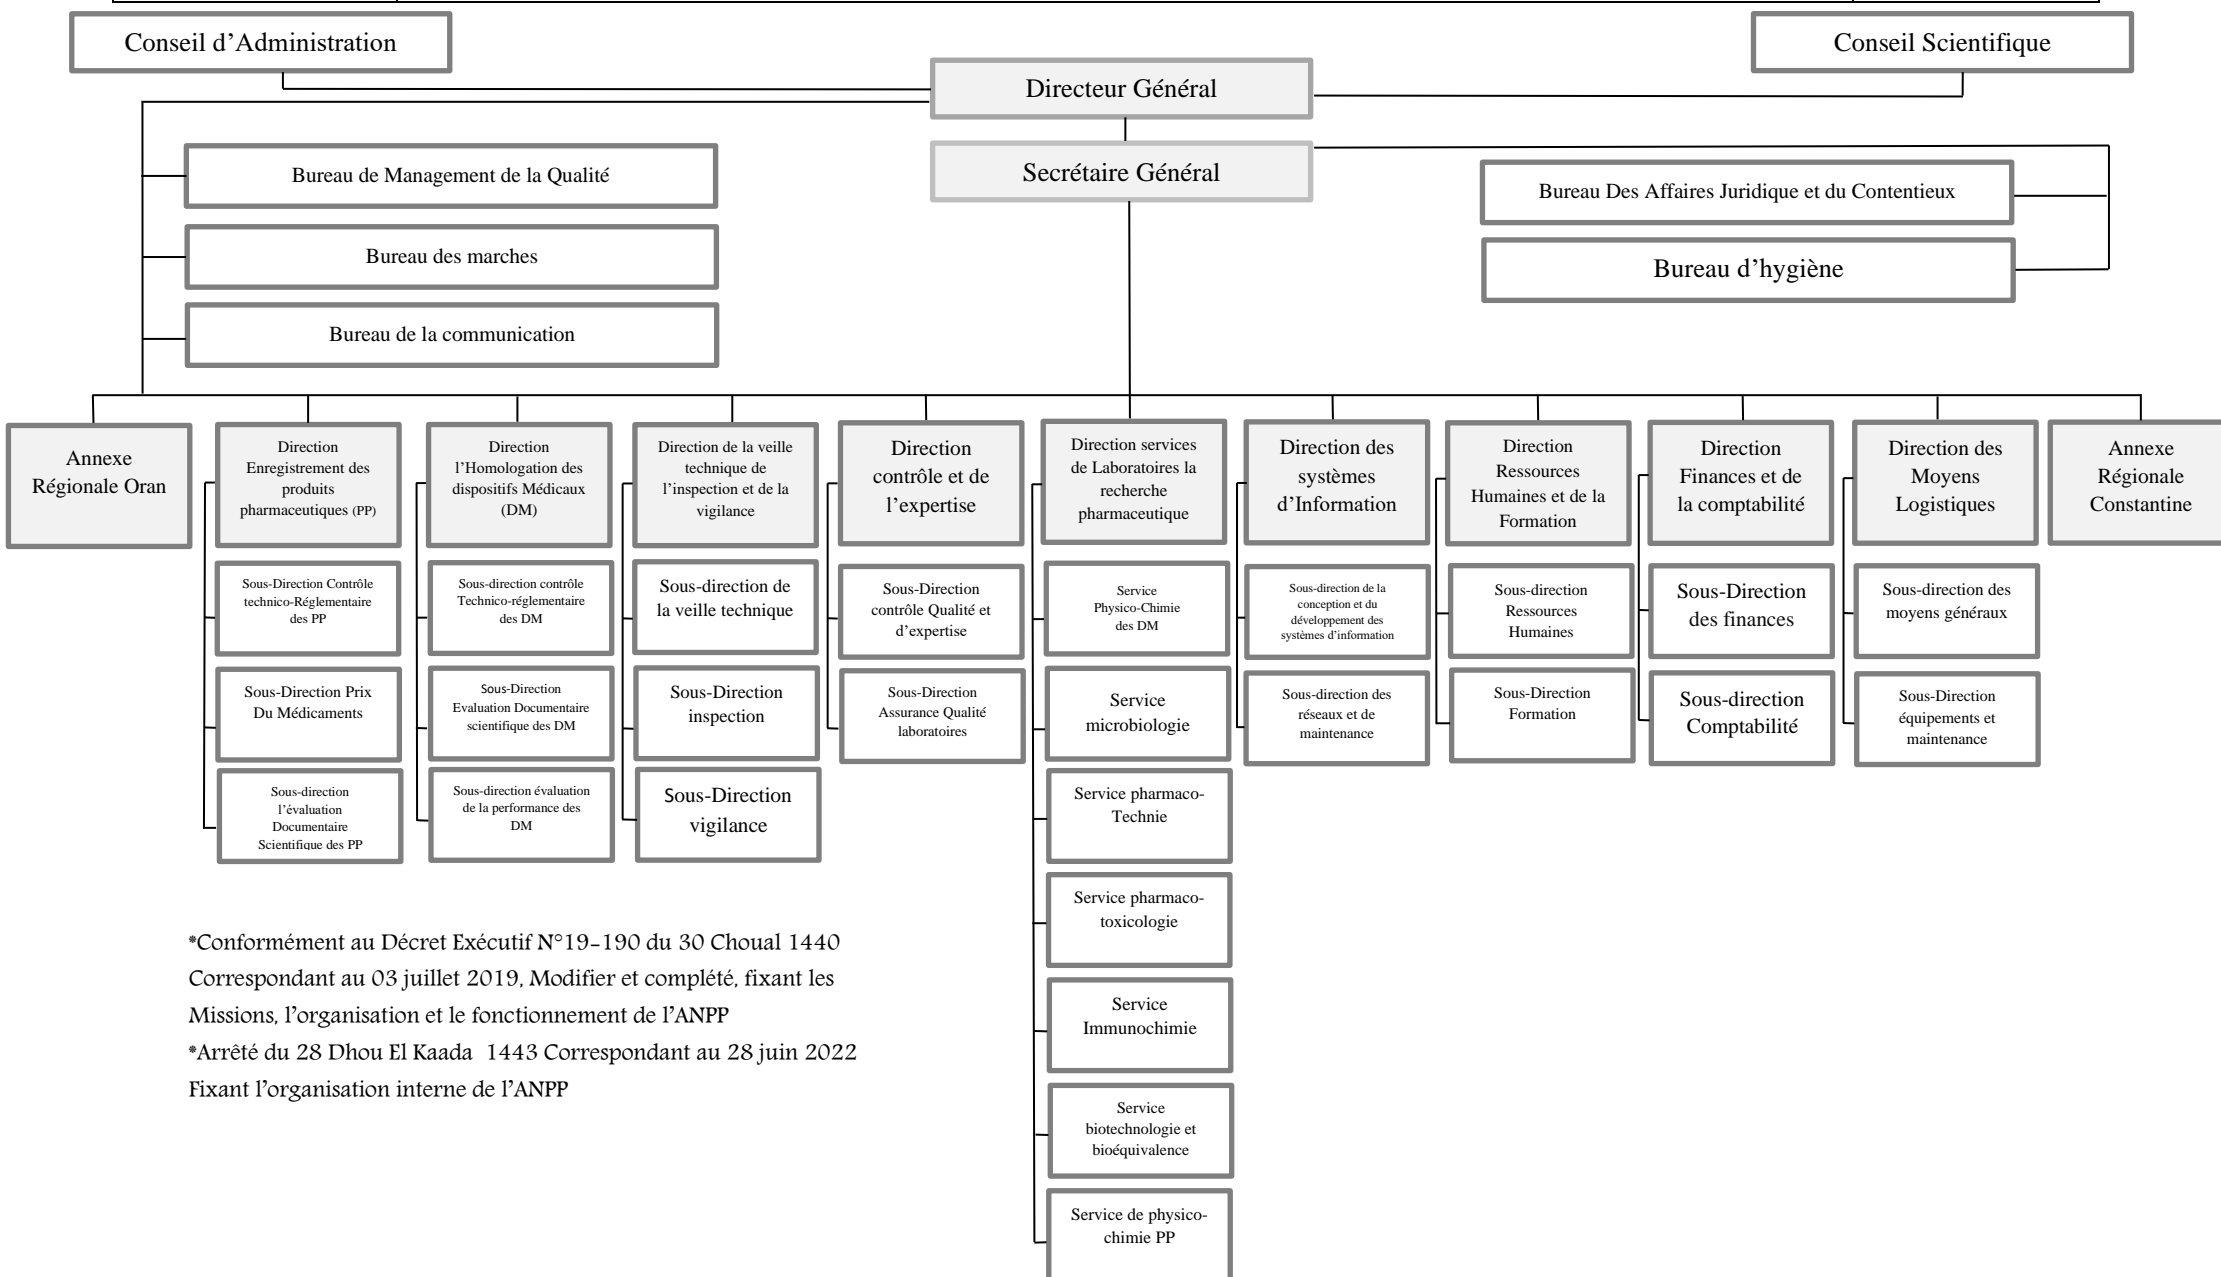 Conseil d’Administration
Conseil Scientifique
Directeur Général
Secrétaire Général
Bureau de Management de la Qualité
Bureau des marches
Bureau de la communication
Bureau Des Affaires Juridique et du Contentieux
Bureau d’hygiène
Annexe
Régionale Oran
Direction
Enregistrement des
produits
pharmaceutiques (PP)
Sous-Direction Contrôle
technico-Réglementaire
des PP
Sous-Direction Prix
Du Médicaments
Sous-direction
l’évaluation
Documentaire
Scientifique des PP
Direction
l’Homologation des
dispositifs Médicaux
(DM)
Sous-direction contrôle
Technico-réglementaire
des DM
Sous-Direction
Evaluation Documentaire
scientifique des DM
Sous-direction évaluation
de la performance des
DM
Direction de la veille
technique de
l’inspection et de la
vigilance
Sous-direction de
la veille technique
Sous-Direction
inspection
Sous-Direction
vigilance
Direction
contrôle et de
l’expertise
Sous-Direction
contrôle Qualité et
d’expertise
Sous-Direction
Assurance Qualité
laboratoires
Direction services
de Laboratoires la
recherche
pharmaceutique
Service
Physico-Chimie
des DM
Service
microbiologie
Service pharmaco-
Technie
Service pharmaco-
toxicologie
Service
Immunochimie
Service
biotechnologie et
bioéquivalence
Service de physico-
chimie PP
Direction des
systèmes
d’Information
Sous-direction de la
conception et du
développement des
systèmes d’information
Sous-direction des
réseaux et de
maintenance
Direction
Ressources
Humaines et de la
Formation
Sous-direction
Ressources
Humaines
Sous-Direction
Formation
Direction
Finances et de
la comptabilité
Sous-Direction
des finances
Sous-direction
Comptabilité
Direction des
Moyens
Logistiques
Sous-direction des
moyens généraux
Sous-Direction
équipements et
maintenance
Annexe
Régionale
Constantine
*Conformément au Décret Exécutif N°19-190 du 30 Choual 1440
Correspondant au 03 juillet 2019, Modifier et complété, fixant les
Missions, l’organisation et le fonctionnement de l’ANPP
*Arrêté du 28 Dhou El Kaada 1443 Correspondant au 28 juin 2022
Fixant l’organisation interne de l’ANPP